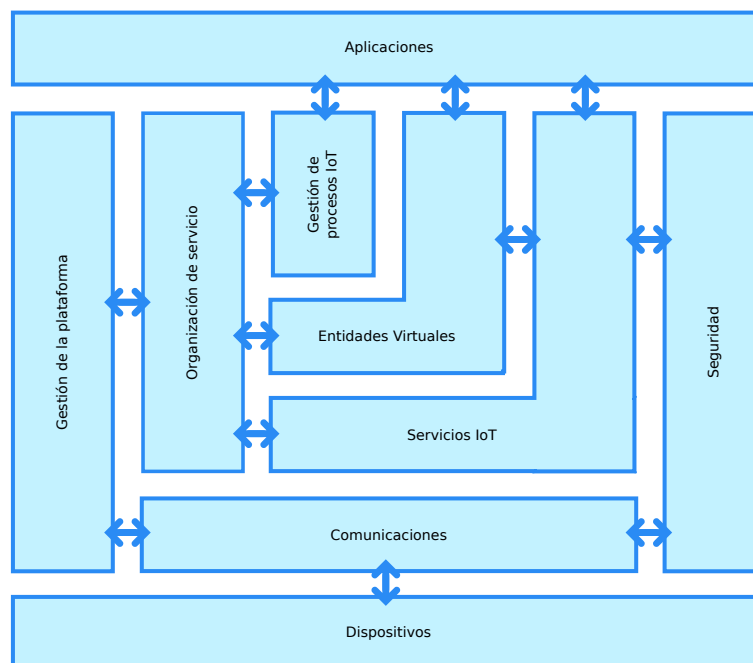 Aplicaciones
Gestión de la plataforma
Organización de servicio
Gestión de
procesos IoT
Entidades Virtuales
Servicios IoT
Seguridad
Comunicaciones
Dispositivos